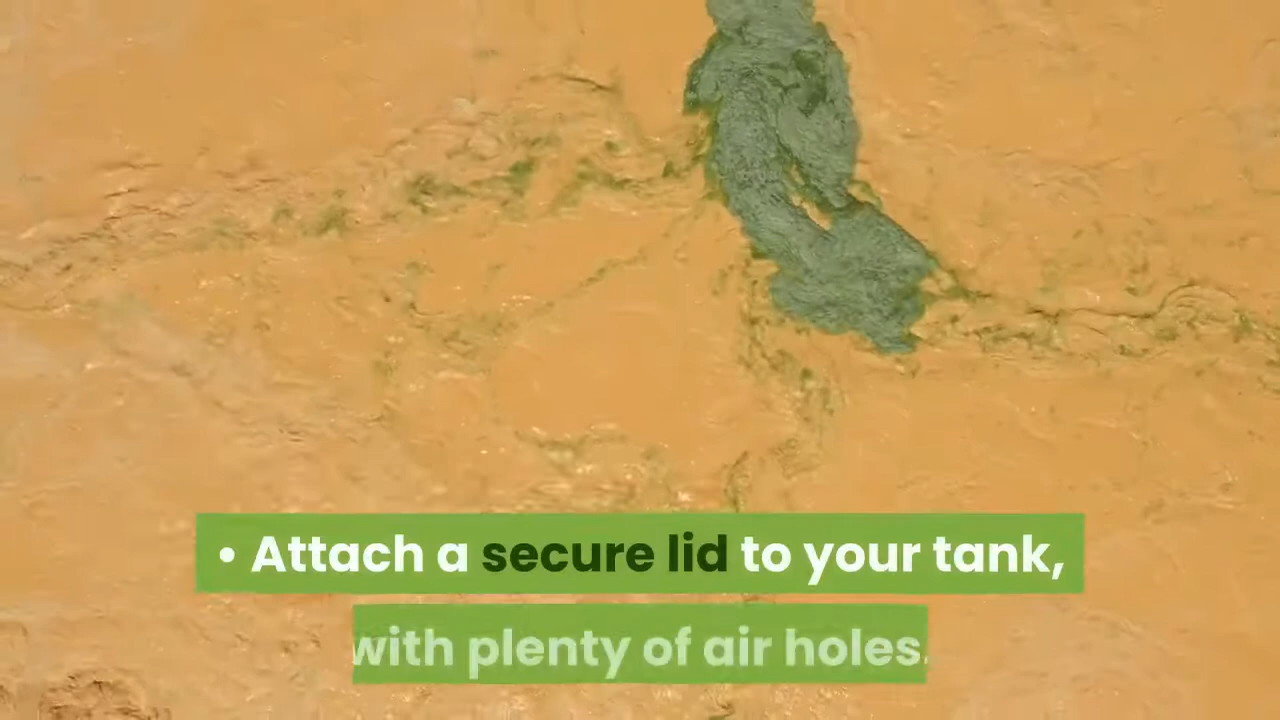 • Attach a secure lid to your tank,
with plenty of air holes.